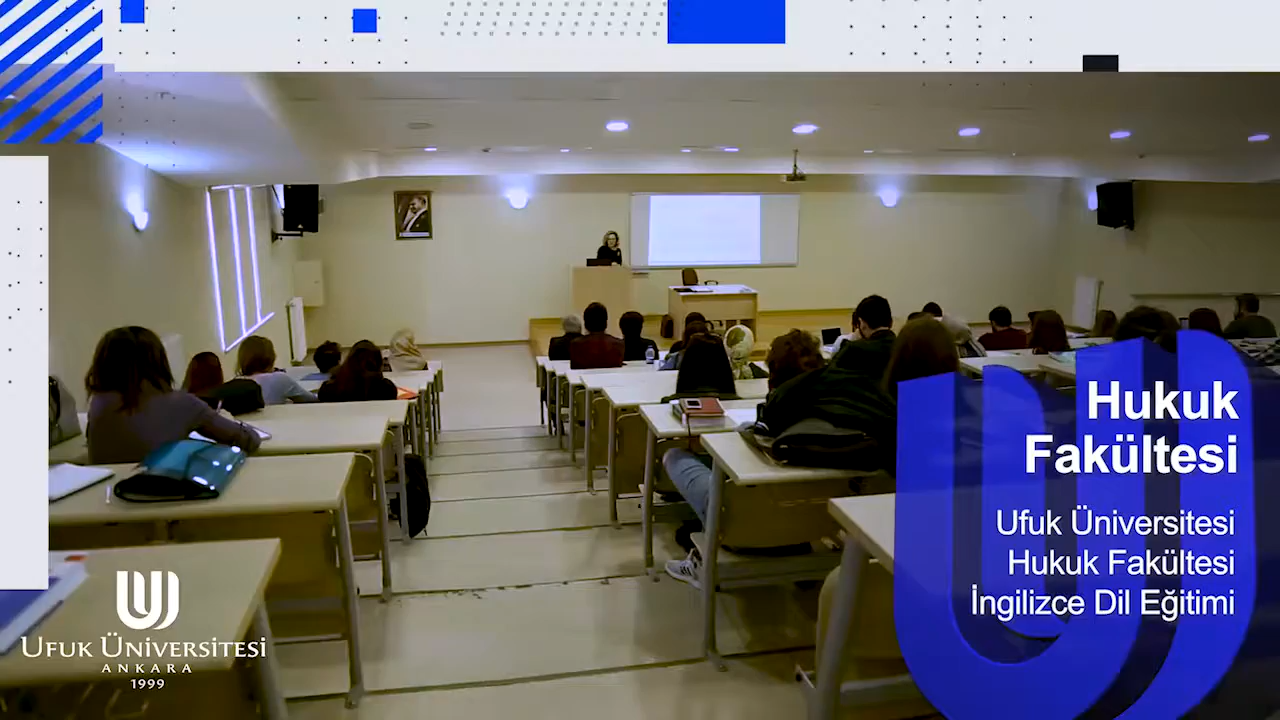 Hukuk
Fakültesi
Ufuk Üniversitesi
Hukuk Fakültesi
İngilizce Dil Eğitimi
UFUK ÜNİVERSİTESİ
ANKARA
1999